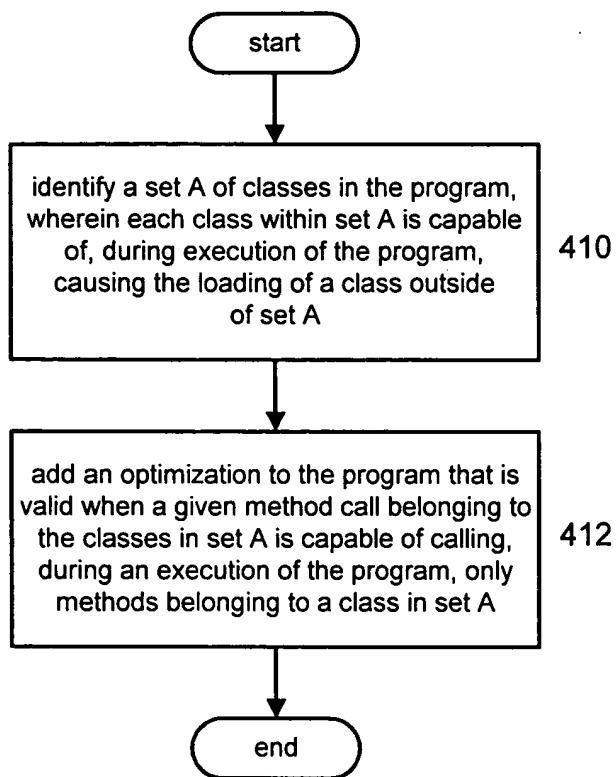 start
identify a set A of classes in the program,
wherein each class within set A is capable
of, during execution of the program,
causing the loading of a class outside
of set A
410
add an optimization to the program that is
valid when a given method call belonging to
the classes in set A is capable of calling,
during an execution of the program, only
methods belonging to a class in set A
412
end